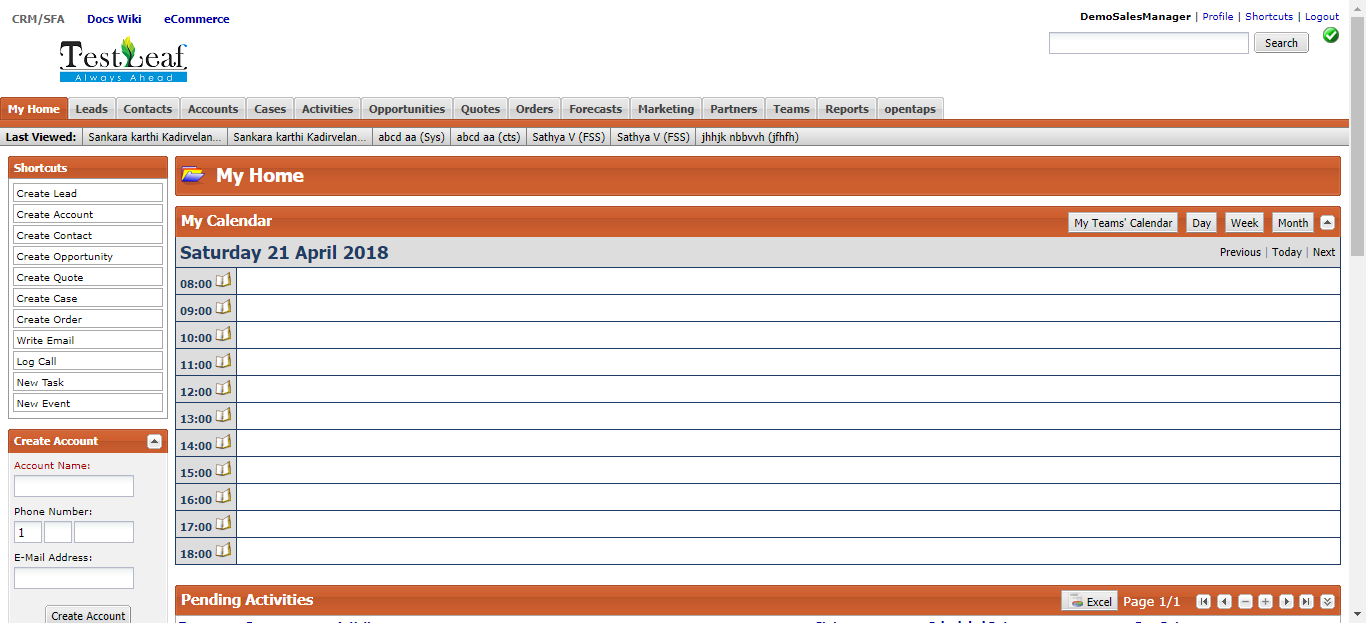 CRM/SFA Docs Wiki eCommerce
DemoSalesManager | Profile | Shortcuts | Logout
Search
TestLeaf
Always Ahead
My Home Leads Contacts Accounts Cases Activities Opportunities Quotes Orders Forecasts Marketing Partners Teams Reports opentaps
Last Viewed: Sankara karthi Kadirvelan... Sankara karthi Kadirvelan... abcd aa (Sys) abcd aa (cts) Sathya V (FSS) Sathya V (FSS) jhhjk nbbvvh (jfhfh)
Shortcuts
Create Lead
Create Account
Create Contact
Create Opportunity
Create Quote
Create Case
Create Order
Write Email
Log Call
New Task
New Event
Create Account
Account Name:
Phone Number:
1
E-Mail Address:
Create Account
My Home
My Calendar
My Teams' Calendar Day Week Month
Saturday 21 April 2018
Previous | Today | Next
08:00
09:00
10:00
11:00
12:00
13:00
14:00
15:00
16:00
17:00
18:00
Pending Activities
Excel Page 1/1